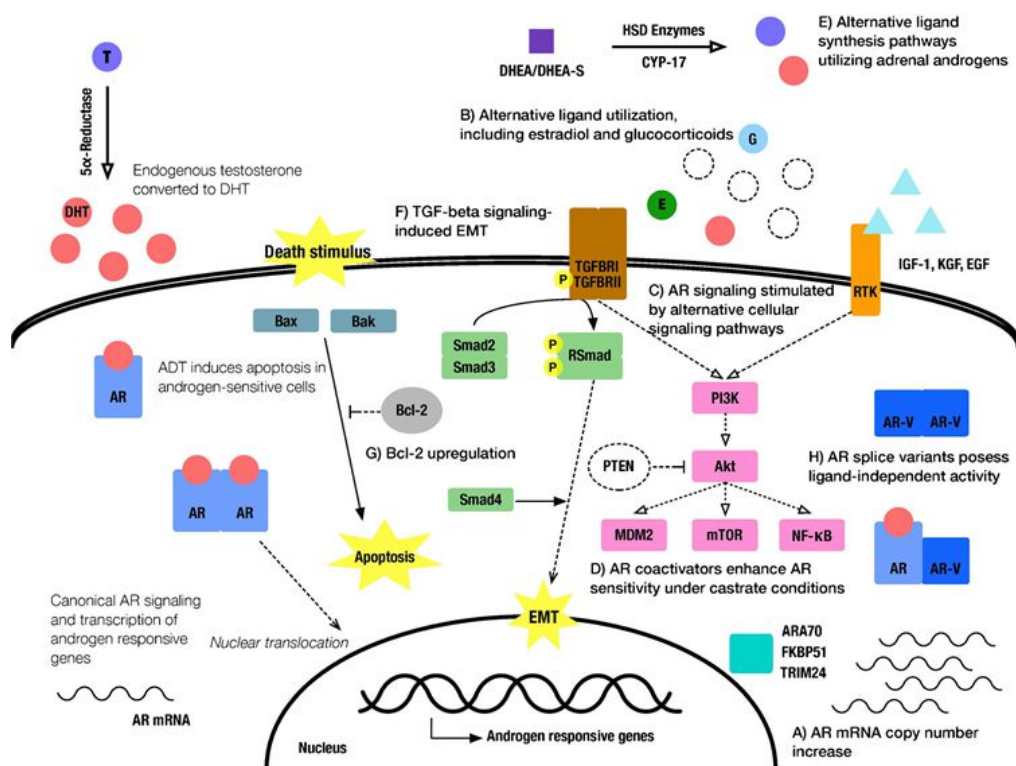 T
5α-Reductase
Endogenous testosterone
converted to DHT
DHT
DHEA/DHEA-S
HSD Enzymes
CYP-17
E) Alternative ligand
synthesis pathways
utilizing adrenal androgens
B) Alternative ligand utilization,
including estradiol and glucocorticoids
G
E
F) TGF-beta signaling-
induced EMT
Death stimulus
TGFBRI
TGFBRII
P
IGF-1, KGF, EGF
RTK
C) AR signaling stimulated
by alternative cellular
signaling pathways
Bax
Bak
Smad2
Smad3
P
P
RSmad
ADT induces apoptosis in
androgen-sensitive cells
AR
Bcl-2
G) Bcl-2 upregulation
PI3K
PTEN
Akt
MDM2
mTOR
NF-κB
AR-V
AR-V
H) AR splice variants posess
ligand-independent activity
Smad4
AR
AR
Apoptosis
D) AR coactivators enhance AR
sensitivity under castrate conditions
AR
AR-V
Canonical AR signaling
and transcription of
androgen responsive
genes
Nuclear translocation
AR mRNA
EMT
ARA70
FKBP51
TRIM24
Nucleus
Androgen responsive genes
A) AR mRNA copy number
increase